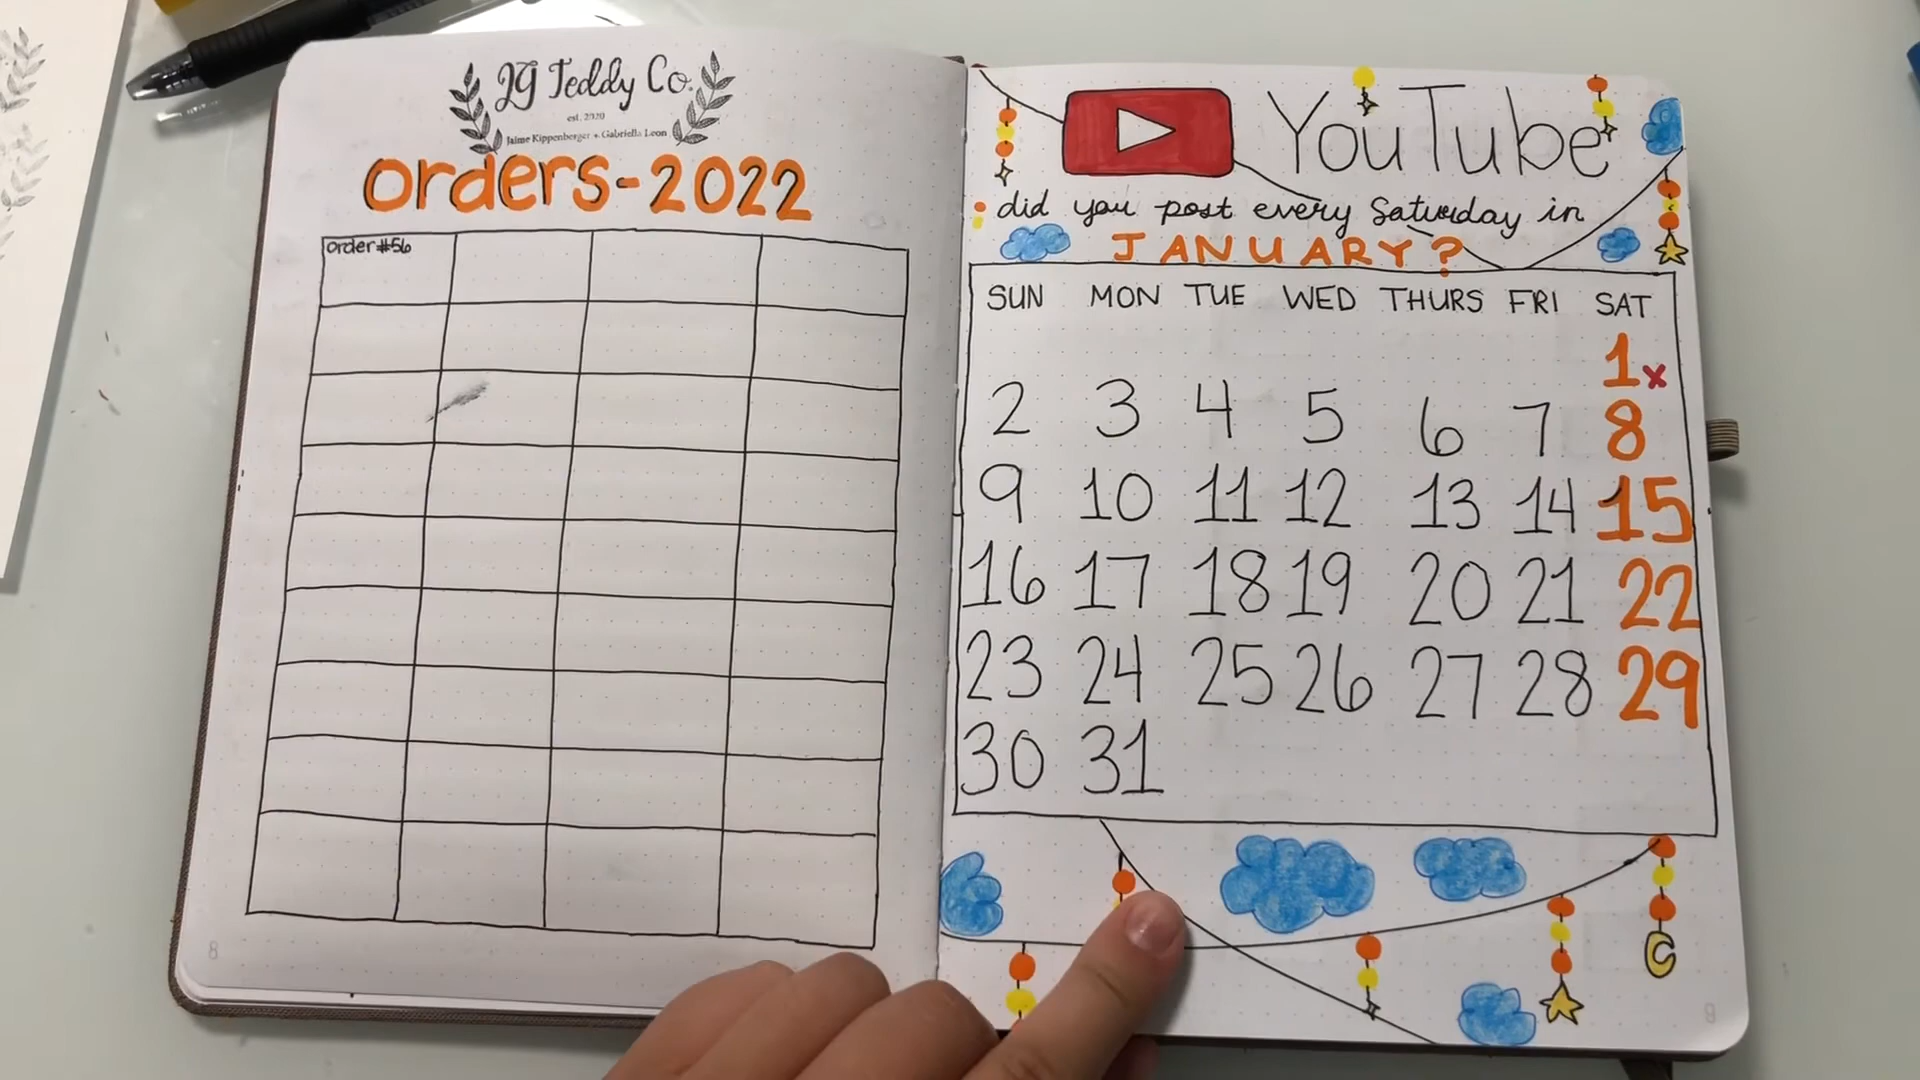 JG Teddy Co.
est. 2020
Jaime Kippenberger + Gabriella Leon
orders-2022
order#56
8
YouTube
did you post every Saturday in
JANUARY?
SUN MON TUE WED THURS FRI SAT
1x
2 3 4 5 6 7 8
9 10 11 12 13 14 15
16 17 18 19 20 21 22
23 24 25 26 27 28 29
30 31
9